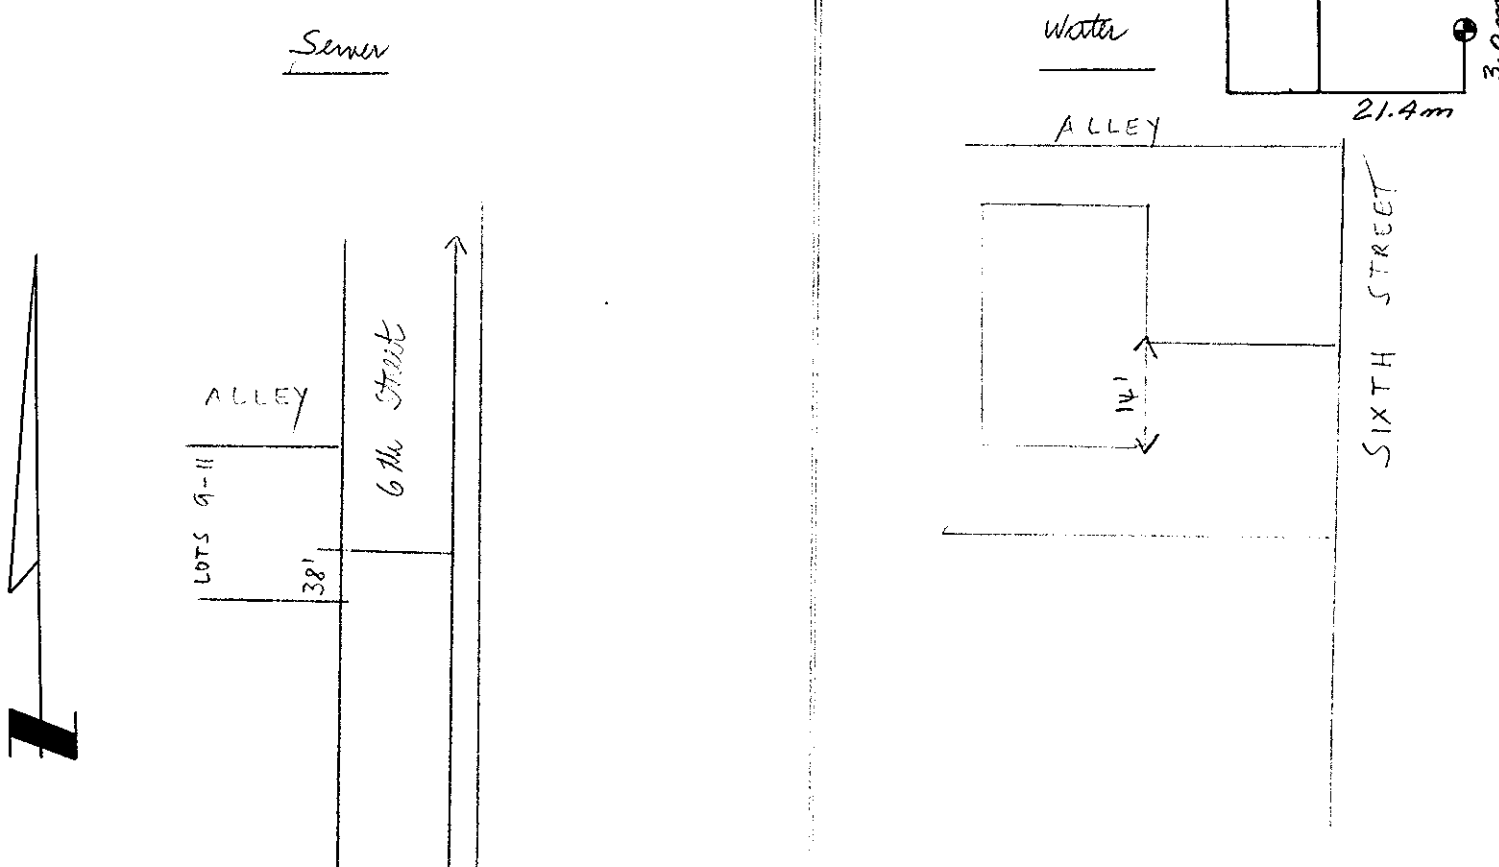 Sewer
ALLEY
6th Street
LOTS 9-11
38'
Water
21.4m
ALLEY
SIXTH STREET
14'